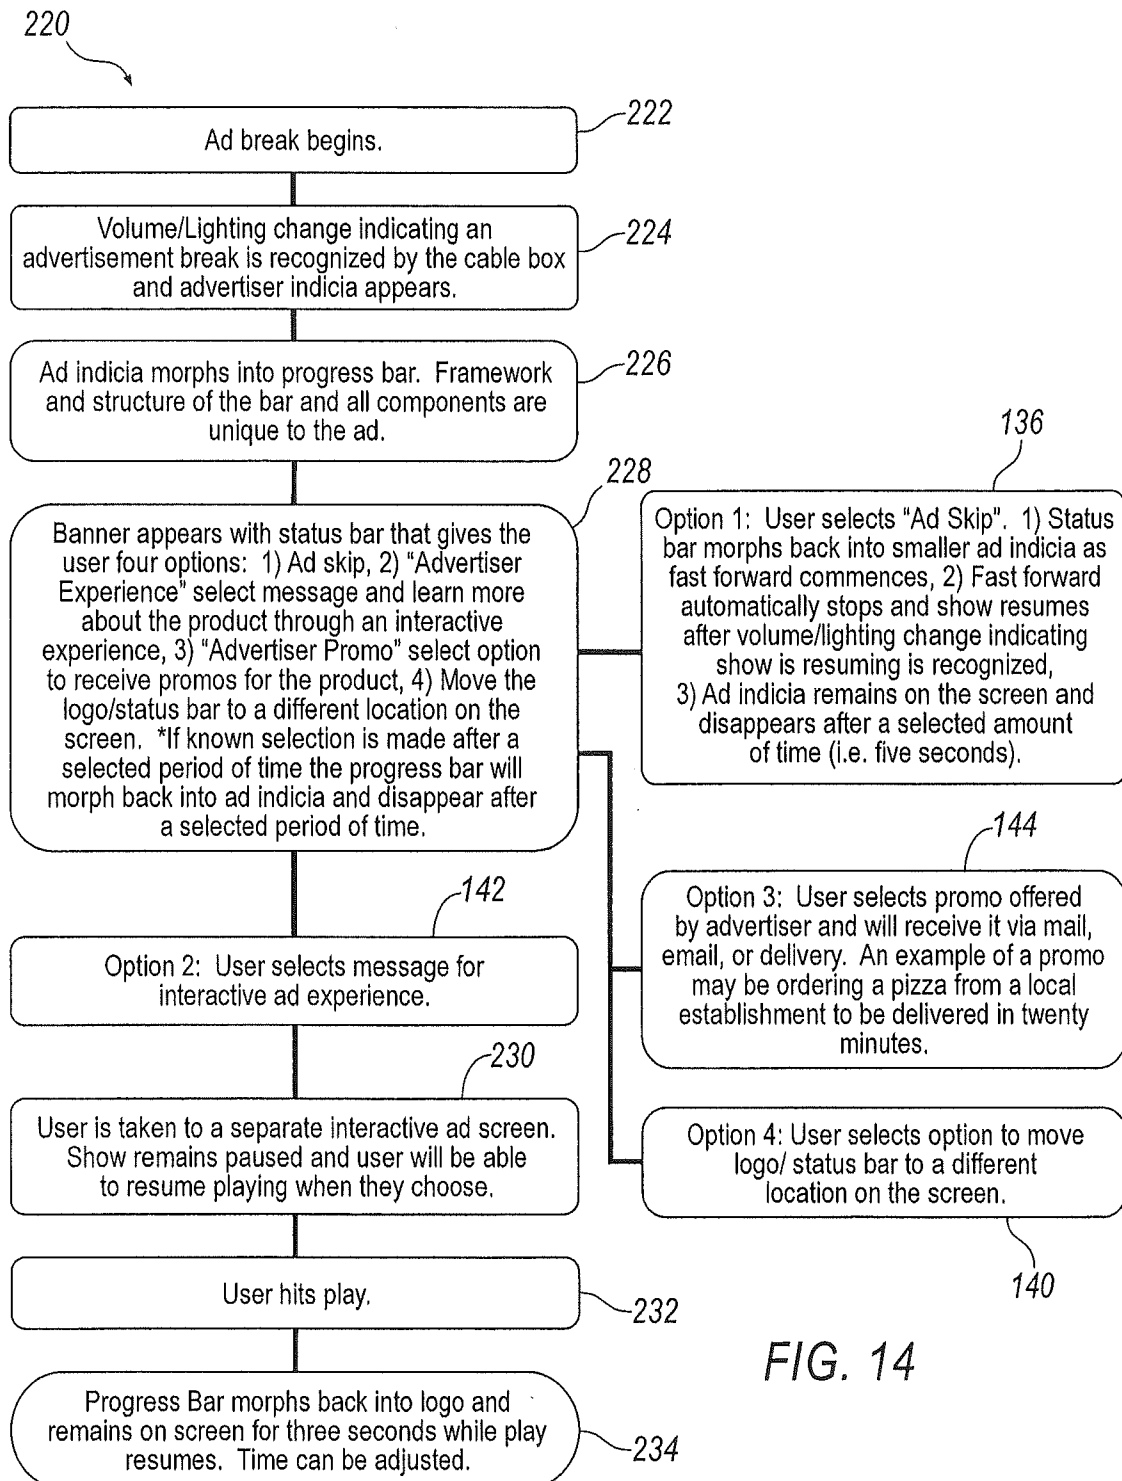 220
Ad break begins.
222
Volume/Lighting change indicating an
advertisement break is recognized by the cable box
and advertiser indicia appears.
224
Ad indicia morphs into progress bar. Framework
and structure of the bar and all components are
unique to the ad.
226
Banner appears with status bar that gives the
user four options: 1) Ad skip, 2) “Advertiser
Experience” select message and learn more
about the product through an interactive
experience, 3) “Advertiser Promo” select option
to receive promos for the product, 4) Move the
logo/status bar to a different location on the
screen. *If known selection is made after a
selected period of time the progress bar will
morph back into ad indicia and disappear after
a selected period of time.
228
Option 1: User selects “Ad Skip”. 1) Status
bar morphs back into smaller ad indicia as
fast forward commences, 2) Fast forward
automatically stops and show resumes
after volume/lighting change indicating
show is resuming is recognized,
3) Ad indicia remains on the screen and
disappears after a selected amount
of time (i.e. five seconds).
136
Option 2: User selects message for
interactive ad experience.
142
Option 3: User selects promo offered
by advertiser and will receive it via mail,
email, or delivery. An example of a promo
may be ordering a pizza from a local
establishment to be delivered in twenty
minutes.
144
User is taken to a separate interactive ad screen.
Show remains paused and user will be able
to resume playing when they choose.
230
Option 4: User selects option to move
logo/ status bar to a different
location on the screen.
140
User hits play.
232
Progress Bar morphs back into logo and
remains on screen for three seconds while play
resumes. Time can be adjusted.
234
FIG. 14